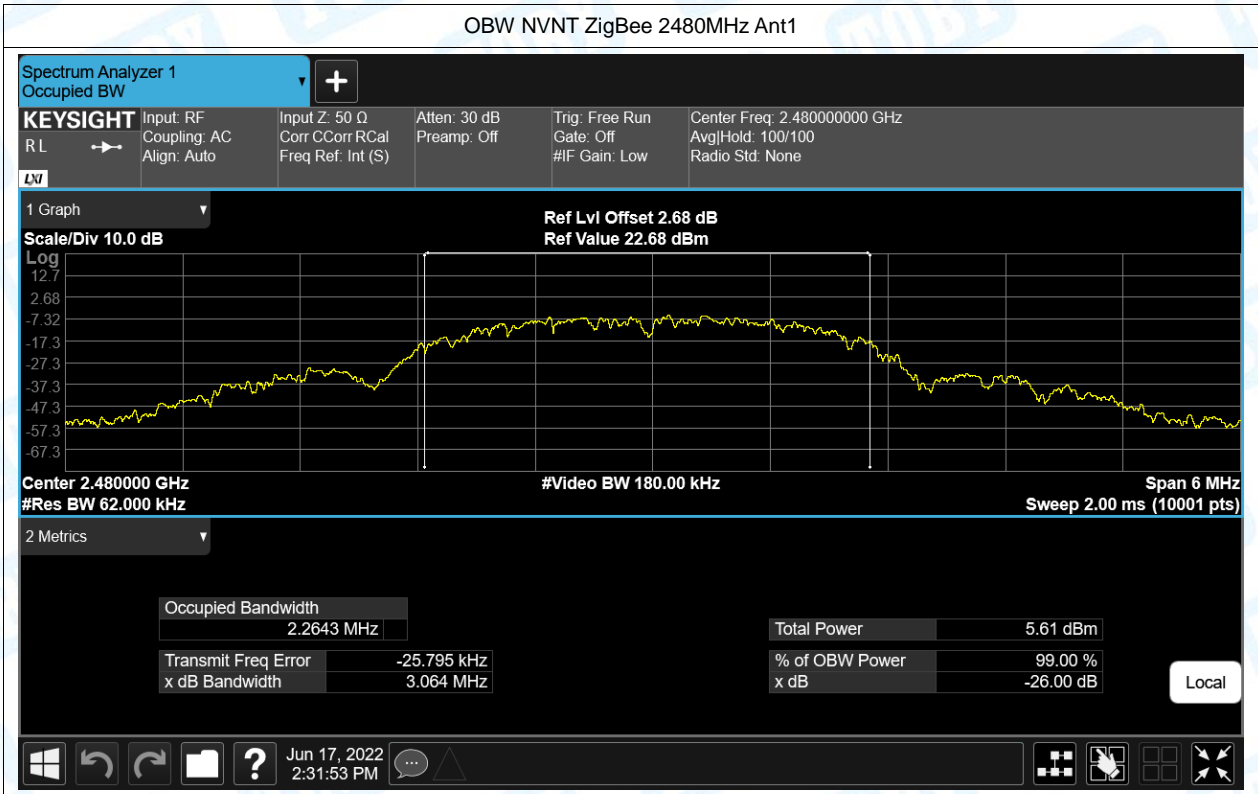 OBW NVNT ZigBee 2480MHz Ant1
Spectrum Analyzer 1
Occupied BW
KEYSIGHT
R L
LXI
Input: RF
Coupling: AC
Align: Auto
Input Z: 50 Ω
Corr CCorr RCal
Freq Ref: Int (S)
Atten: 30 dB
Preamp: Off
Trig: Free Run
Gate: Off
#IF Gain: Low
Center Freq: 2.480000000 GHz
Avg|Hold: 100/100
Radio Std: None
1 Graph
Scale/Div 10.0 dB
Ref Lvl Offset 2.68 dB
Ref Value 22.68 dBm
Log
12.7
2.68
-7.32
-17.3
-27.3
-37.3
-47.3
-57.3
-67.3
Center 2.480000 GHz
#Res BW 62.000 kHz
#Video BW 180.00 kHz
Span 6 MHz
Sweep 2.00 ms (10001 pts)
2 Metrics
Occupied Bandwidth
2.2643 MHz
Transmit Freq Error -25.795 kHz
x dB Bandwidth 3.064 MHz
Total Power 5.61 dBm
% of OBW Power 99.00 %
x dB -26.00 dB
Local
?
Jun 17, 2022
2:31:53 PM